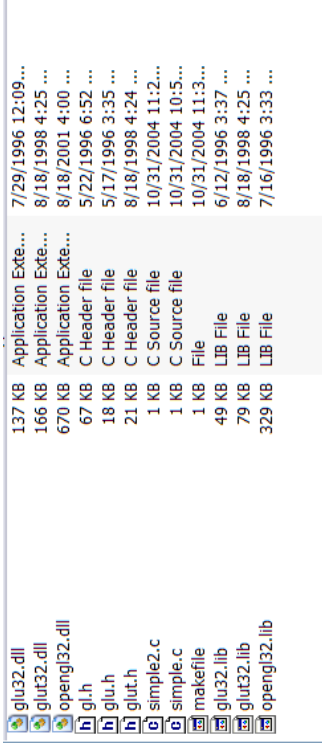 glu32.dll 137 KB Application Exte... 7/29/1996 12:09...
glut32.dll 166 KB Application Exte... 8/18/1998 4:25 ...
opengl32.dll 670 KB Application Exte... 8/18/2001 4:00 ...
gl.h 67 KB C Header file 5/22/1996 6:52 ...
glu.h 18 KB C Header file 5/17/1996 3:35 ...
glut.h 21 KB C Header file 8/18/1998 4:24 ...
simple2.c 1 KB C Source file 10/31/2004 11:2...
simple.c 1 KB C Source file 10/31/2004 10:5...
makefile 1 KB File 10/31/2004 11:3...
glu32.lib 49 KB LIB File 6/12/1996 3:37 ...
glut32.lib 79 KB LIB File 8/18/1998 4:25 ...
opengl32.lib 329 KB LIB File 7/16/1996 3:33 ...